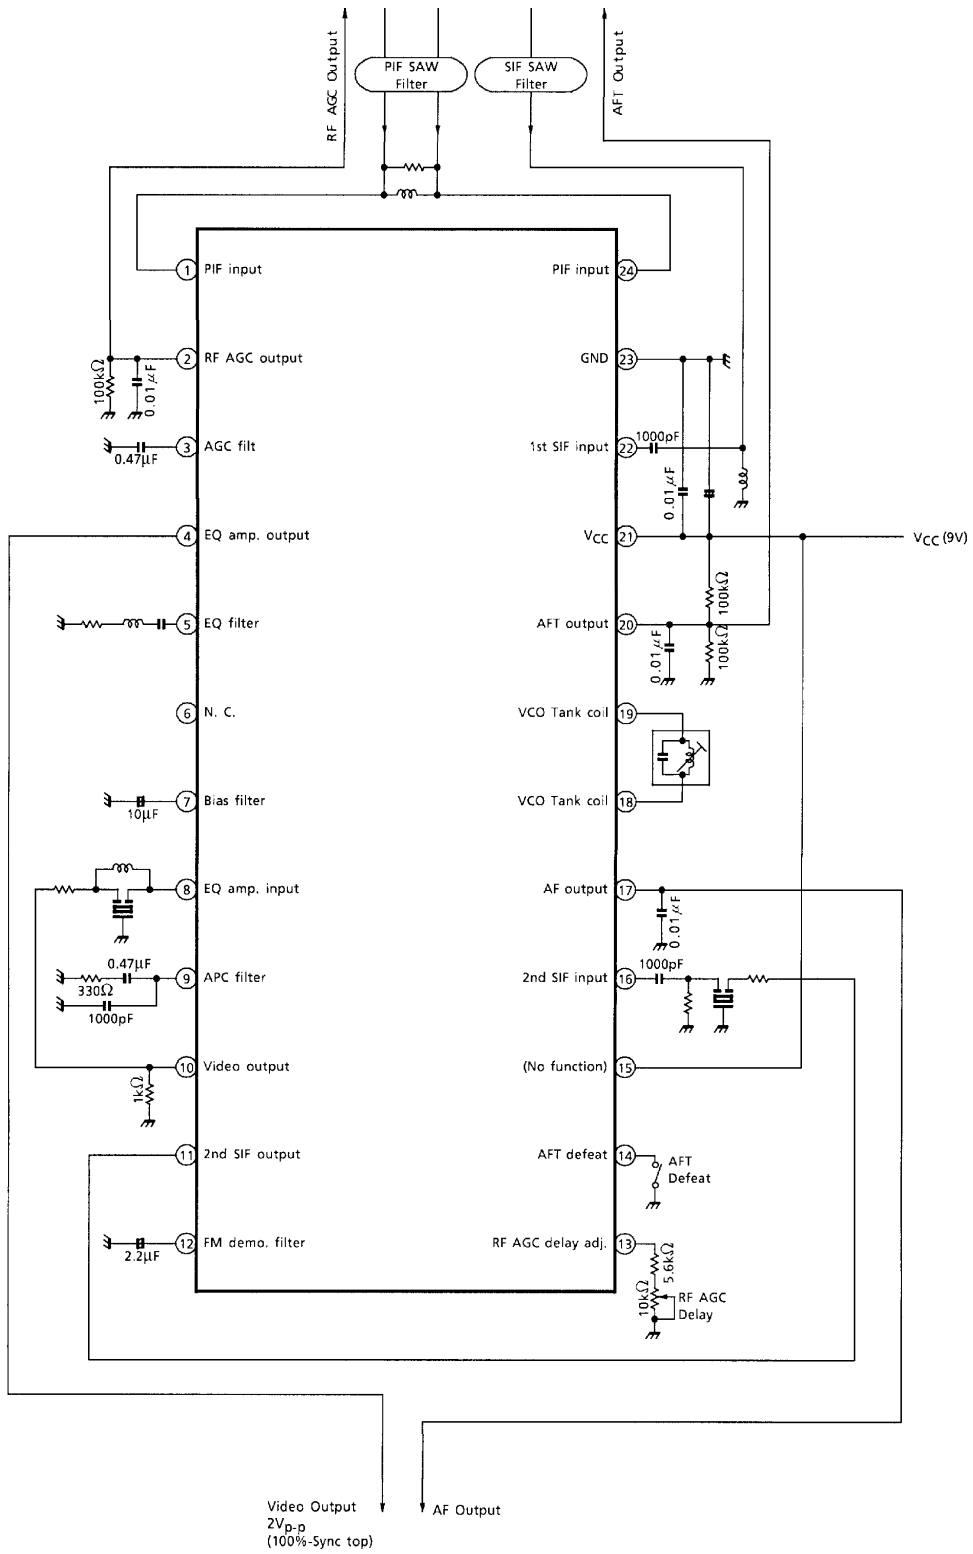 RF AGC Output
PIF SAW
Filter
SIF SAW
Filter
AFT Output
1 PIF input
PIF input 24
2 RF AGC output
GND 23
100kΩ
0.01μF
3 AGC filt
0.47μF
1st SIF input 22
1000pF
0.01μF
4 EQ amp. output
VCC 21
VCC (9V)
100kΩ
5 EQ filter
AFT output 20
0.01μF
100kΩ
6 N. C.
VCO Tank coil 19
7 Bias filter
10μF
VCO Tank coil 18
8 EQ amp. input
AF output 17
0.01μF
9 APC filter
0.47μF
330Ω
1000pF
2nd SIF input 16
1000pF
10 Video output
1kΩ
(No function) 15
11 2nd SIF output
AFT defeat 14
AFT
Defeat
12 FM demo. filter
2.2μF
RF AGC delay adj. 13
5.6kΩ
10kΩ
RF AGC
Delay
Video Output
2Vp-p
(100%-Sync top)
AF Output